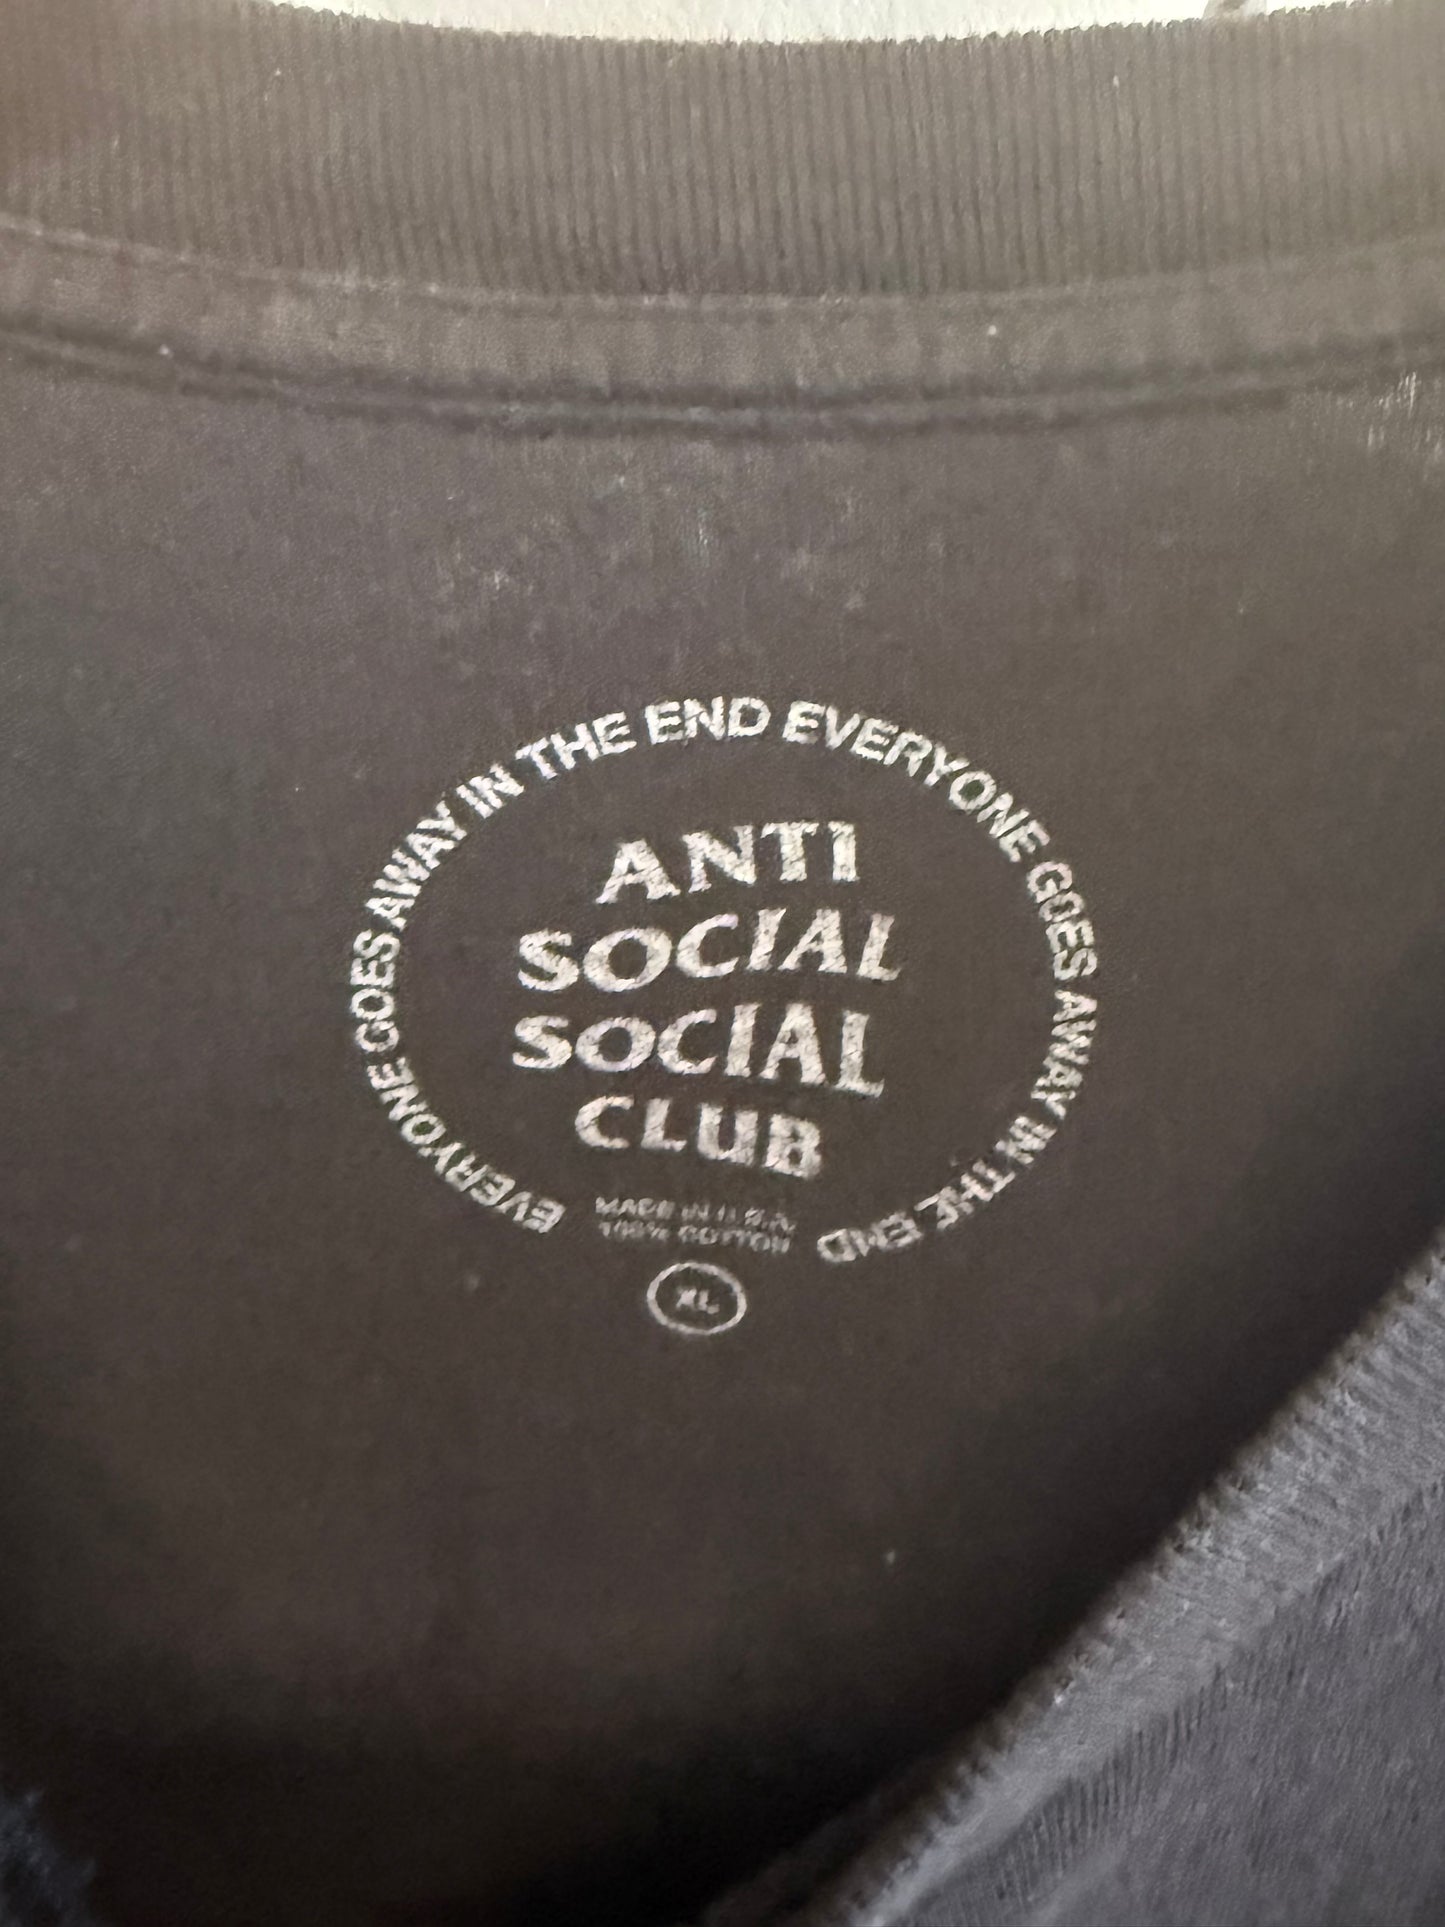 EVERYONE GOES AWAY IN THE END EVERYONE GOES AWAY IN THE END
ANTI
SOCIAL
SOCIAL
CLUB
MADE IN U.S.A.
100% COTTON
XL